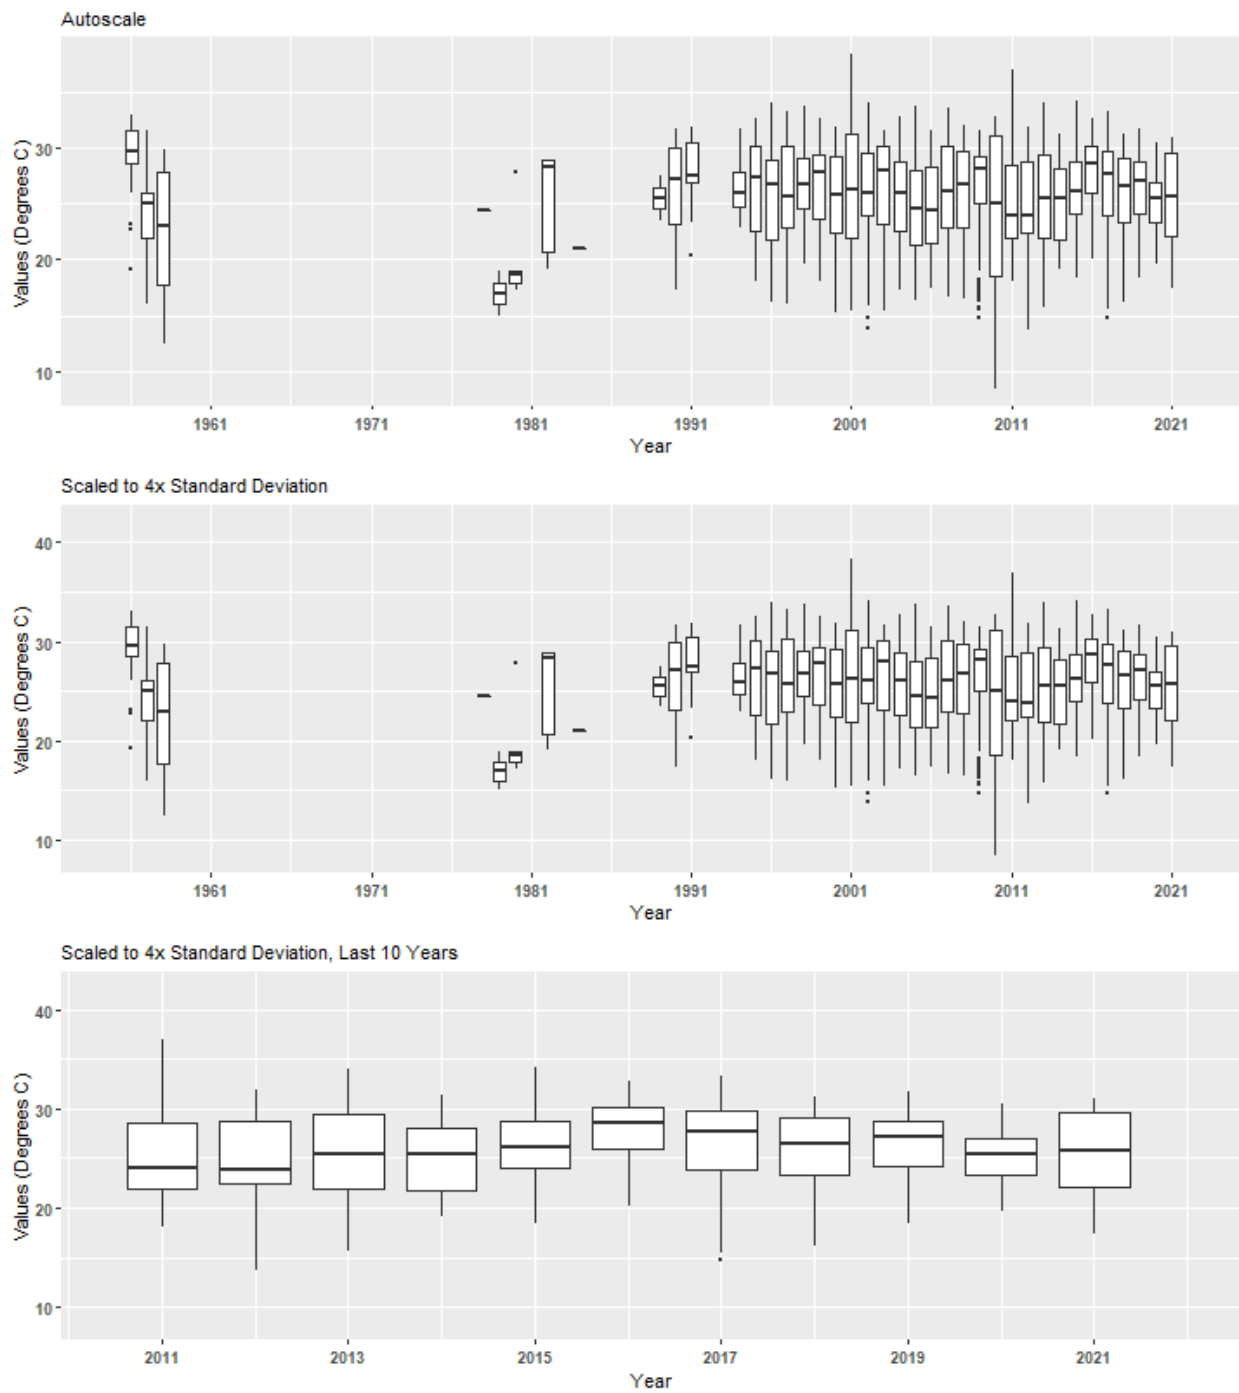 Autoscale
Values (Degrees C)
30
20
10
1961 1971 1981 1991 2001 2011 2021
Year
Scaled to 4x Standard Deviation
Values (Degrees C)
40
30
20
10
1961 1971 1981 1991 2001 2011 2021
Year
Scaled to 4x Standard Deviation, Last 10 Years
Values (Degrees C)
40
30
20
10
2011 2013 2015 2017 2019 2021
Year